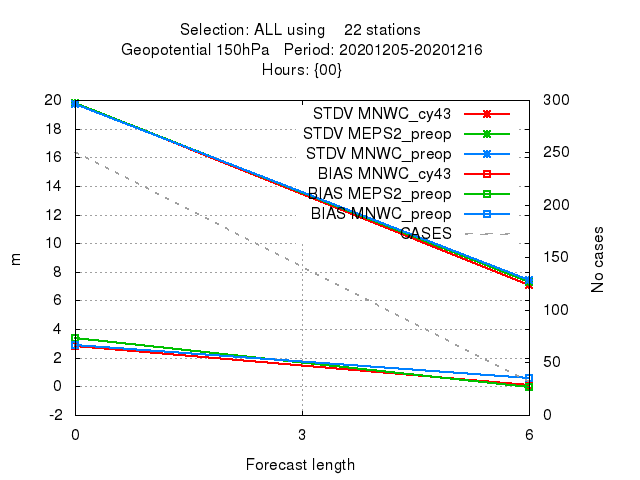 Selection: ALL using    22 stations
Geopotential 150hPa   Period: 20201205-20201216
Hours: {00}
20
18
16
14
12
10
8
6
4
2
0
-2
m
300
250
200
150
100
50
0
No cases
STDV MNWC_cy43
STDV MEPS2_preop
STDV MNWC_preop
BIAS MNWC_cy43
BIAS MEPS2_preop
BIAS MNWC_preop
CASES
0
3
6
Forecast length